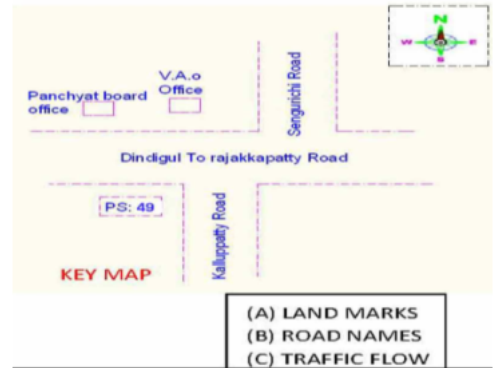 N
W E
S
V.A.o
Office
Panchyat board
office
Sengurichi Road
Dindigul To rajakkapatty Road
PS: 49
Kalluppatty Road
KEY MAP
(A) LAND MARKS
(B) ROAD NAMES
(C) TRAFFIC FLOW